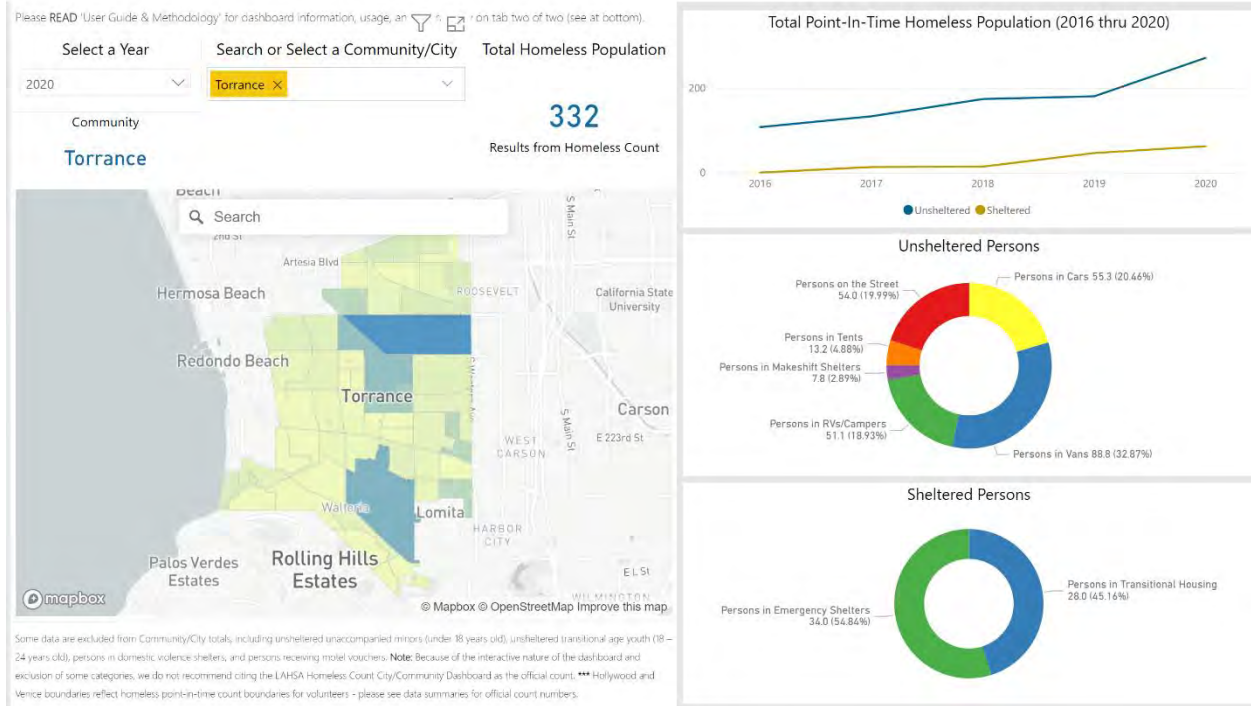 Please READ 'User Guide & Methodology' for dashboard information, usage, an on tab two of two (see at bottom).
Select a Year
2020
Search or Select a Community/City
Torrance ×
Total Homeless Population
332
Results from Homeless Count
Community
Torrance
Beach
Search
2nd St
Artesia Blvd
Hermosa Beach
ROOSEVELT
California State
University
Redondo Beach
S Main St
S Western Ave
Torrance
Carson
S Main St
E 223rd St
WEST
CARSON
Walteria
Lomita
HARBOR
CITY
Palos Verdes
Estates
Rolling Hills
Estates
E L St
WILMINGTON
mapbox
© Mapbox © OpenStreetMap Improve this map
Some data are excluded from Community/City totals, including unsheltered unaccompanied minors (under 18 years old), unsheltered transitional age youth (18 –
24 years old), persons in domestic violence shelters, and persons receiving motel vouchers. Note: Because of the interactive nature of the dashboard and
exclusion of some categories, we do not recommend citing the LAHSA Homeless Count City/Community Dashboard as the official count. *** Hollywood and
Venice boundaries reflect homeless point-in-time count boundaries for volunteers - please see data summaries for official count numbers.
Total Point-In-Time Homeless Population (2016 thru 2020)
200
0
2016 2017 2018 2019 2020
Unsheltered Sheltered
Unsheltered Persons
Persons in Cars 55.3 (20.46%)
Persons on the Street
54.0 (19.99%)
Persons in Tents
13.2 (4.88%)
Persons in Makeshift Shelters
7.8 (2.89%)
Persons in RVs/Campers
51.1 (18.93%)
Persons in Vans 88.8 (32.87%)
Sheltered Persons
Persons in Transitional Housing
28.0 (45.16%)
Persons in Emergency Shelters
34.0 (54.84%)